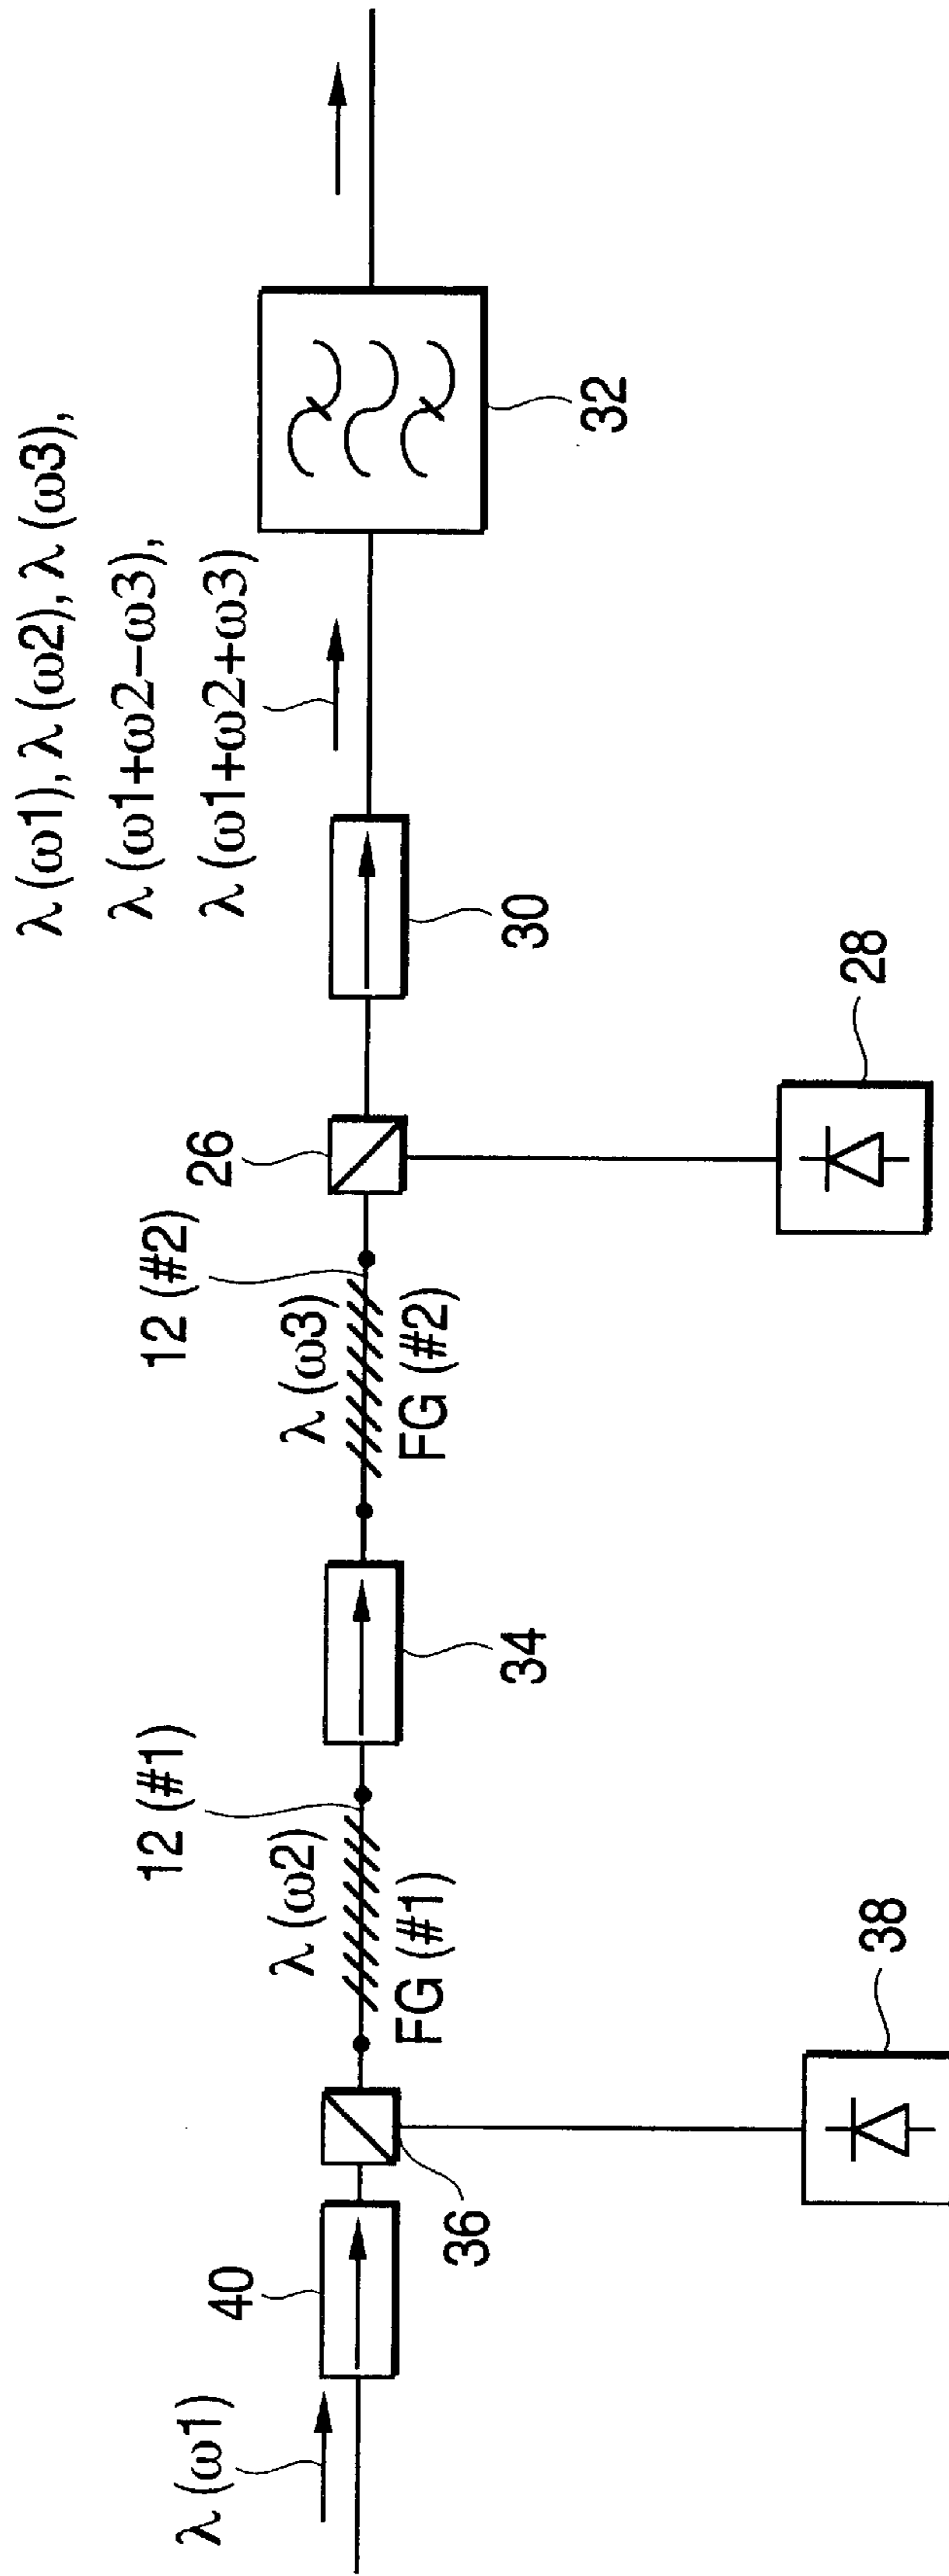 λ(ω1), λ(ω2), λ(ω3),
λ(ω1+ω2−ω3),
λ(ω1+ω2+ω3)
λ(ω1)
40
36
38
λ(ω2)
12 (#1)
FG (#1)
34
λ(ω3)
12 (#2)
FG (#2)
26
28
30
32